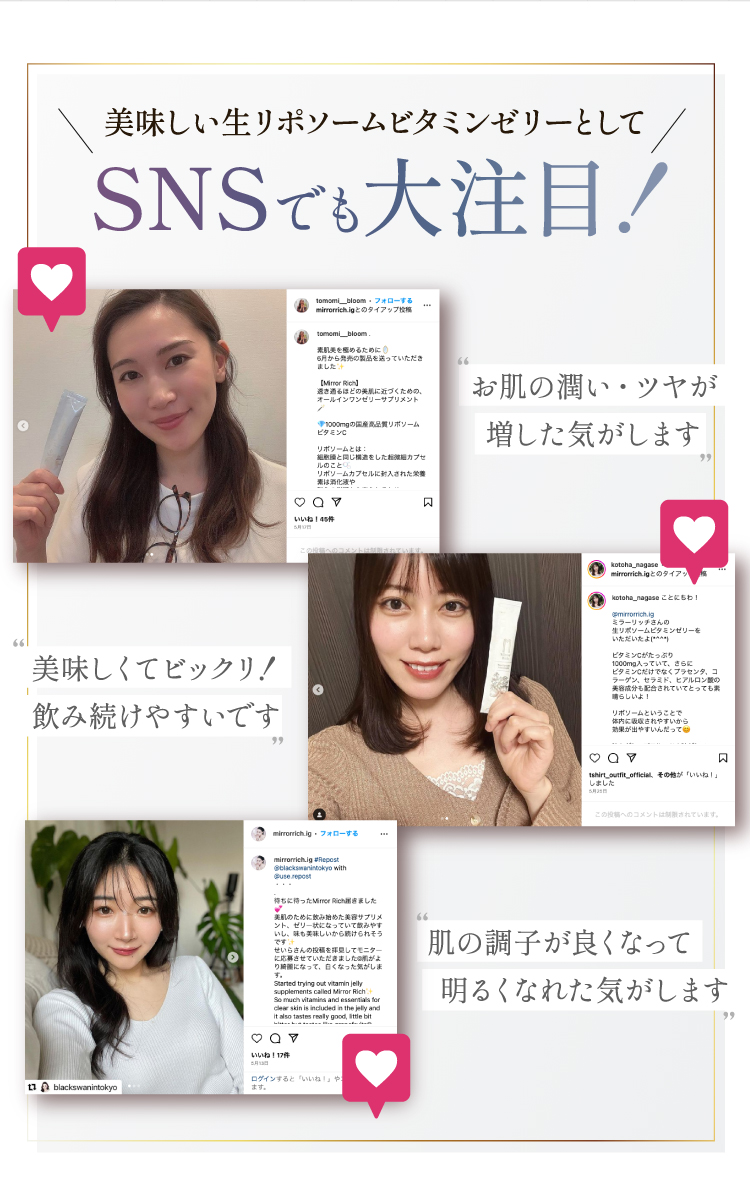 美味しい生リポソームビタミンゼリーとして
SNSでも大注目！
tomomi__bloom・フォローする
mirrorrich.igとのタイアップ投稿
tomomi__bloom .
素肌美を極めるために
6月から発売の製品を送っていただき
ました✨
【Mirror Rich】
透き通るほどの美肌に近づくための、
オールインワンゼリーサプリメント
💎1000mgの国産高品質リポソーム
ビタミンC
リポソームとは：
細胞膜と同じ構造をした超微細カプセ
ルのこと
リポソームカプセルに封入された栄養
素は消化液や
いいね！45件
5月17日
この投稿へのコメントは制限されています。
“お肌の潤い・ツヤが
増した気がします”
kotoha_nagase
mirrorrich.igとのタイアップ投稿
kotoha_nagase ことにちわ！
@mirrorrich.ig
ミラーリッチさんの
生リポソームビタミンゼリーを
いただいたよ(*^^*)
ビタミンCがたっぷり
1000mg入っていて、さらに
ビタミンCだけでなくプラセンタ、コ
ラーゲン、セラミド、ヒアルロン酸の
美容成分も配合されていてとっても素
晴らしいよ！
リポソームということで
体内に吸収されやすいから
効果が出やすいんだって😊
tshirt_outfit_official、その他が「いいね！」
しました
5月25日
この投稿へのコメントは制限されています。
“美味しくてビックリ！
飲み続けやすいです”
mirrorrich.ig・フォローする
mirrorrich.ig #Repost
@blackswanintokyo with
@use.repost
・・・
.
待ちに待ったMirror Rich届きました
💕
美肌のために飲み始めた美容サプリメ
ント、ゼリー状になっていて飲みやす
いし、味も美味しいから続けられそう
です✨
せいらさんの投稿を拝見してモニター
に応募させていただきました◎肌がよ
り綺麗になって、白くなった気がしま
す。
Started trying out vitamin jelly
supplements called Mirror Rich✨
So much vitamins and essentials for
clear skin is included in the jelly and
it also tastes really good, little bit
いいね！17件
5月13日
ログインすると「いいね！」や
ます。
blackswanintokyo
“肌の調子が良くなって
明るくなれた気がします”